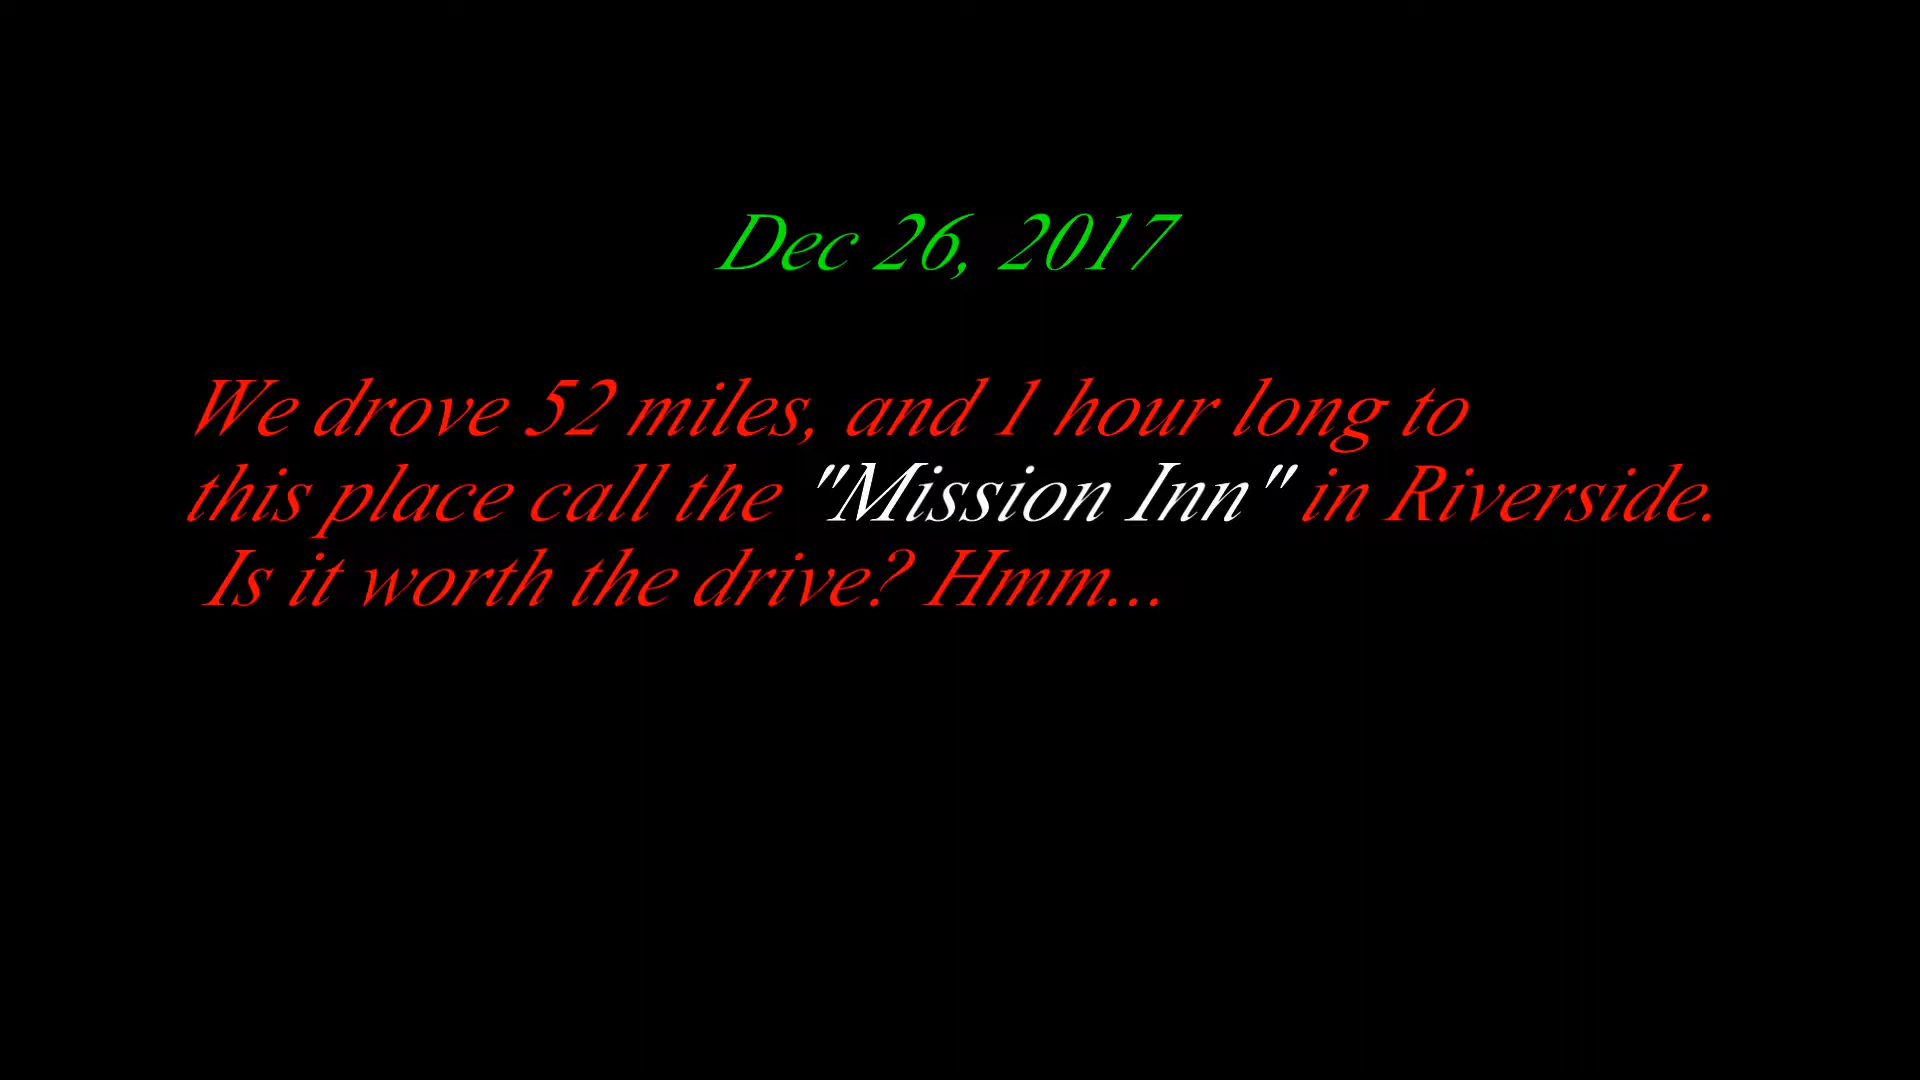 Dec 26, 2017
We drove 52 miles, and 1 hour long to
this place call the "Mission Inn" in Riverside.
Is it worth the drive? Hmm...